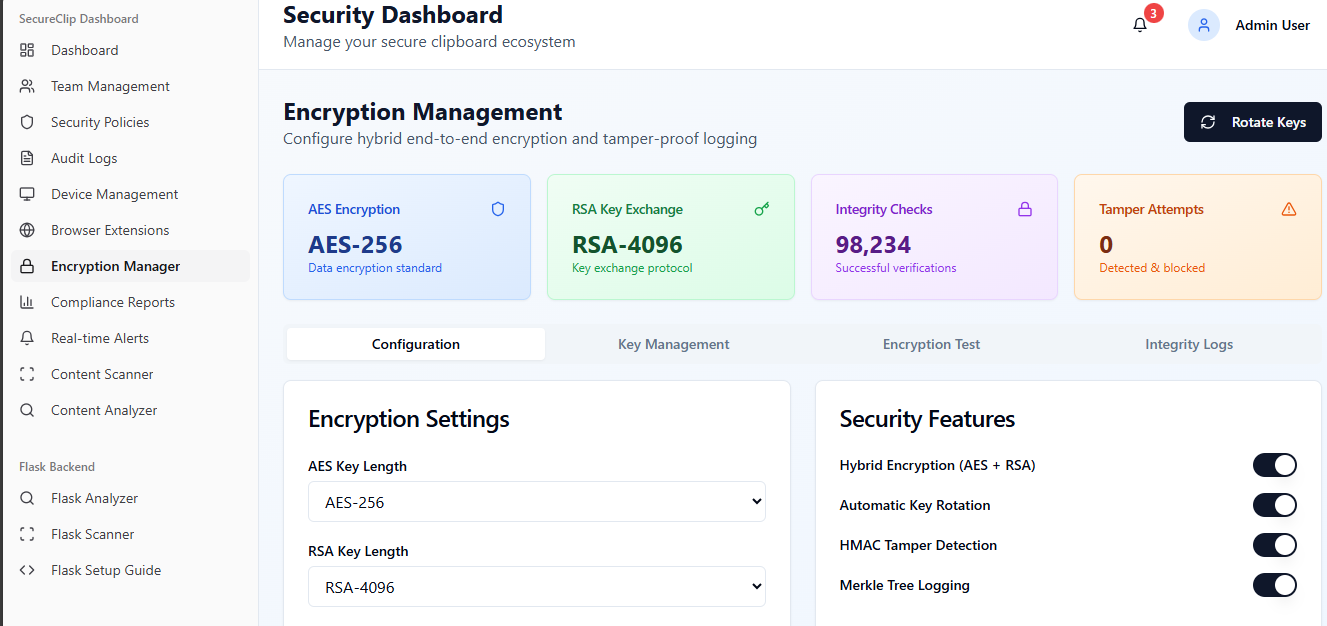 SecureClip Dashboard
Dashboard
Team Management
Security Policies
Audit Logs
Device Management
Browser Extensions
Encryption Manager
Compliance Reports
Real-time Alerts
Content Scanner
Content Analyzer
Flask Backend
Flask Analyzer
Flask Scanner
Flask Setup Guide
Security Dashboard
Manage your secure clipboard ecosystem
3
Admin User
Encryption Management
Configure hybrid end-to-end encryption and tamper-proof logging
Rotate Keys
AES Encryption
AES-256
Data encryption standard
RSA Key Exchange
RSA-4096
Key exchange protocol
Integrity Checks
98,234
Successful verifications
Tamper Attempts
0
Detected & blocked
Configuration
Key Management
Encryption Test
Integrity Logs
Encryption Settings
AES Key Length
AES-256
RSA Key Length
RSA-4096
Security Features
Hybrid Encryption (AES + RSA)
Automatic Key Rotation
HMAC Tamper Detection
Merkle Tree Logging